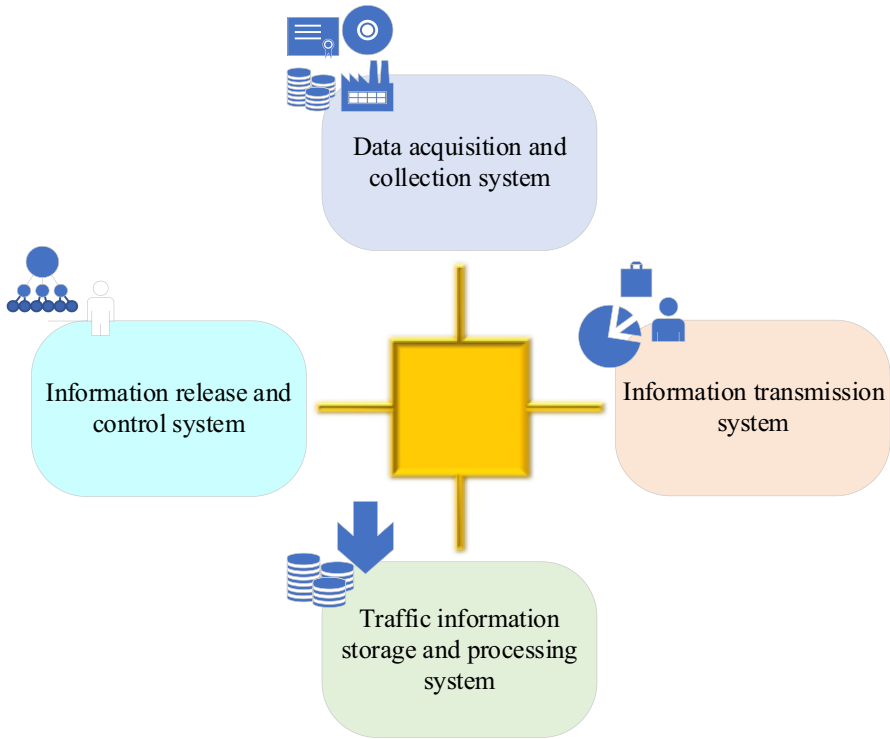 Data acquisition and
collection system
Information release and
control system
Information transmission
system
Traffic information
storage and processing
system